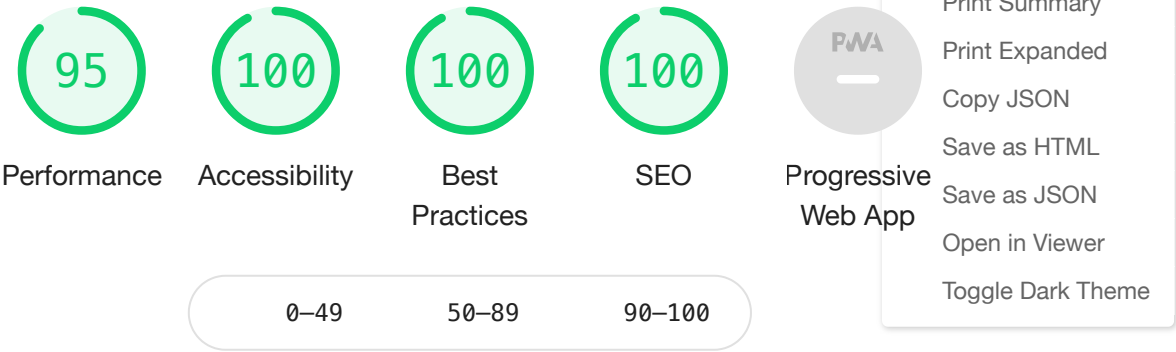 95
100
100
100
PWA
Performance
Accessibility
Best
Practices
SEO
Progressive
Web App
0–49
50–89
90–100
Print Summary
Print Expanded
Copy JSON
Save as HTML
Save as JSON
Open in Viewer
Toggle Dark Theme